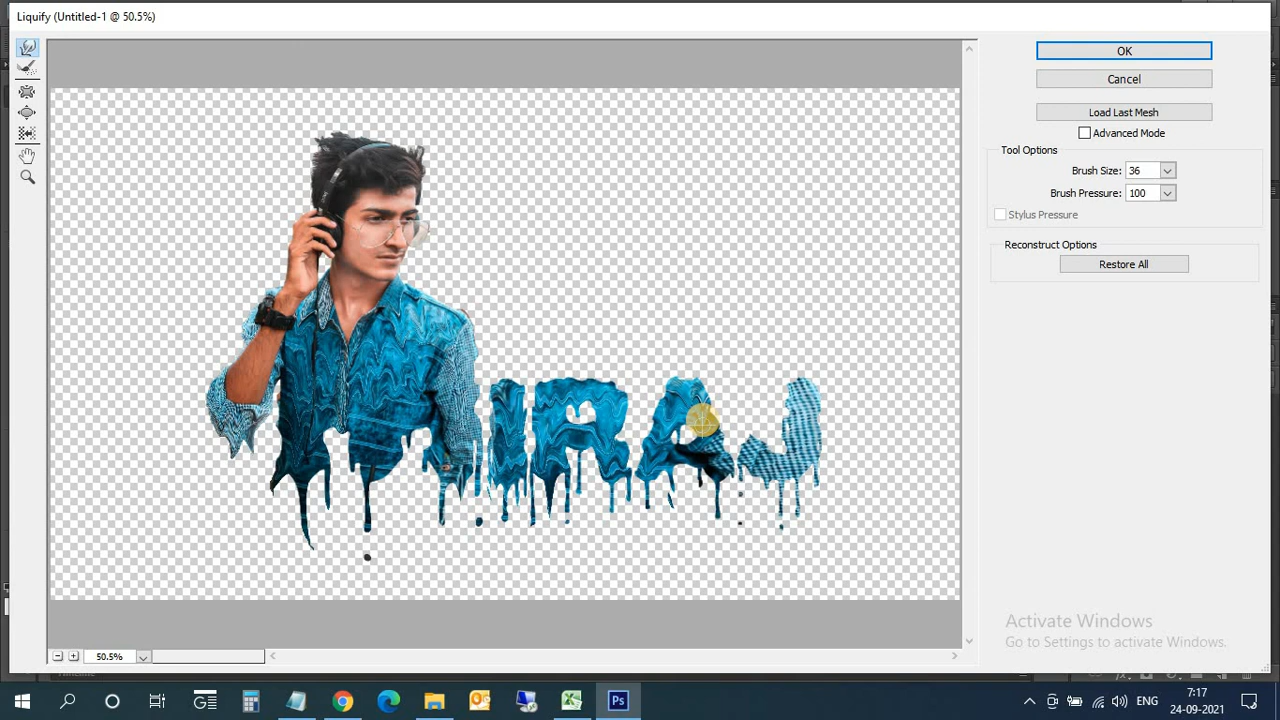 Liquify (Untitled-1 @ 50.5%)
OK
Cancel
Load Last Mesh
Advanced Mode
Tool Options
Brush Size: 36
Brush Pressure: 100
Stylus Pressure
Reconstruct Options
Restore All
IRAJ
Activate Windows
Go to Settings to activate Windows.
50.5%
Timeline
ENG
7:17
24-09-2021